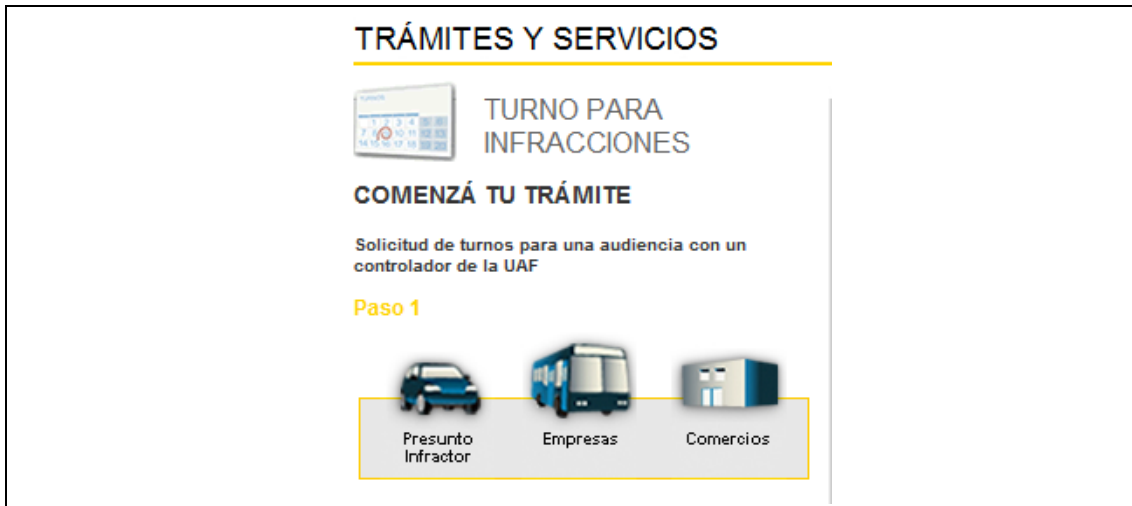 TRÁMITES Y SERVICIOS
TURNO PARA
INFRACCIONES
COMENZÁ TU TRÁMITE
Solicitud de turnos para una audiencia con un
controlador de la UAF
Paso 1
Presunto
Infractor
Empresas
Comercios